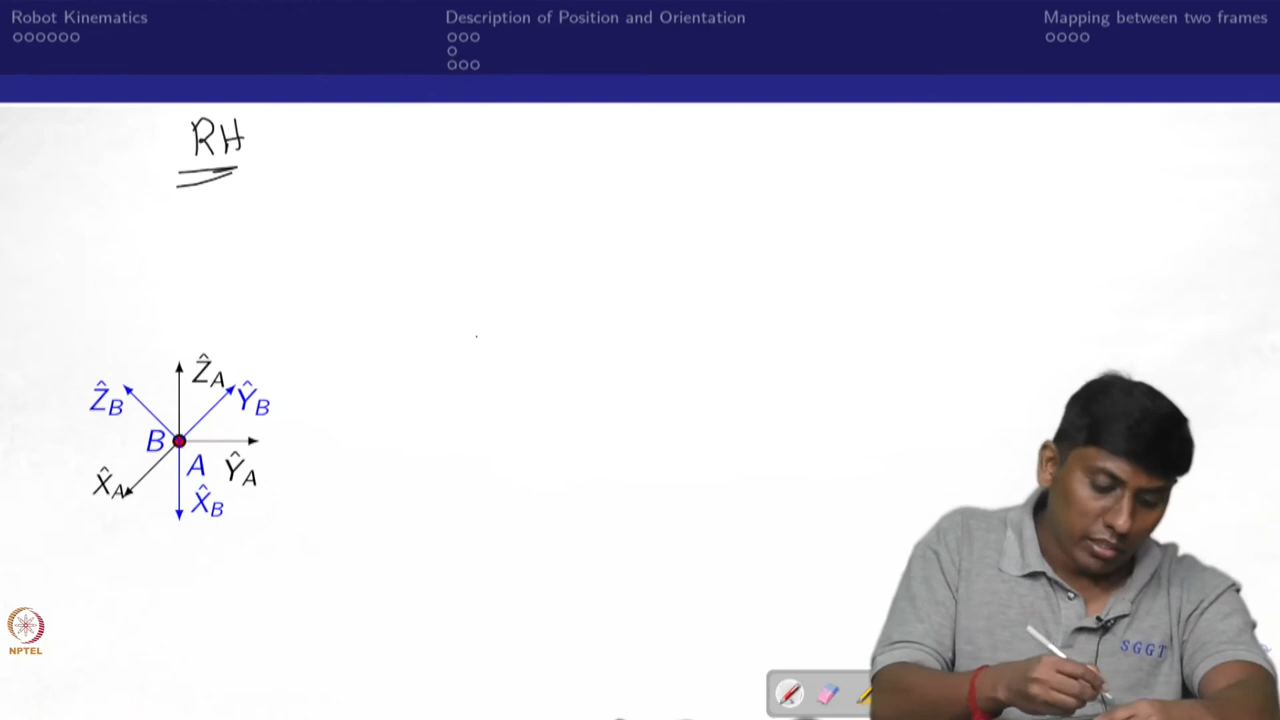 Robot Kinematics
Description of Position and Orientation
Mapping between two frames
RH
Ẑ_A
Ẑ_B
Ŷ_B
B
A
Ŷ_A
X̂_A
X̂_B
SGGT
NPTEL